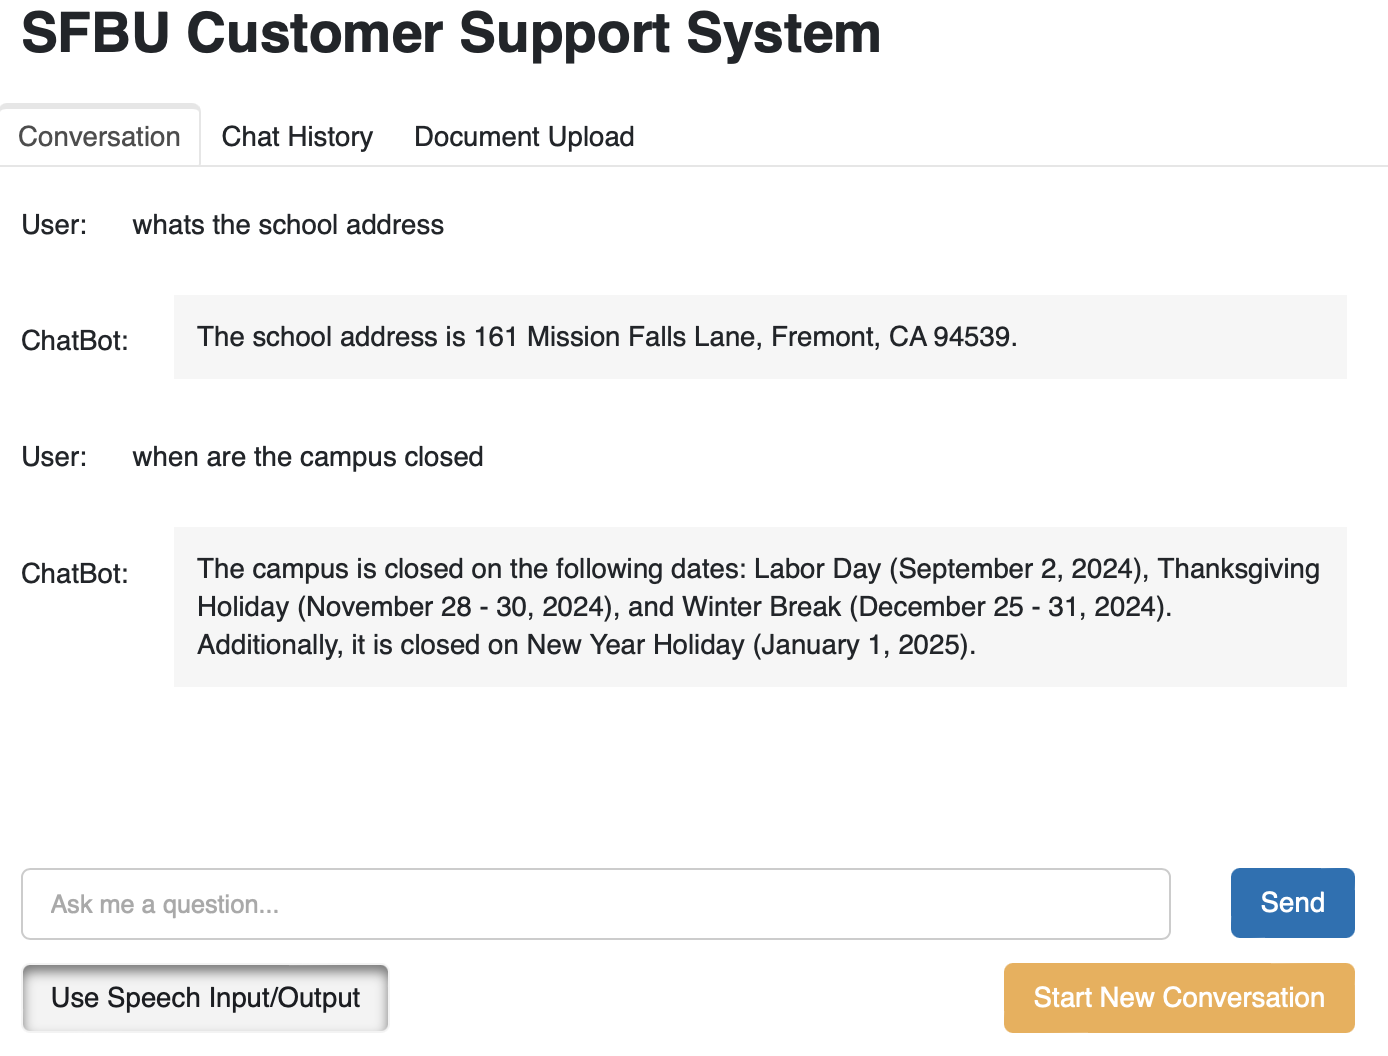 SFBU Customer Support System
Conversation Chat History Document Upload
User: whats the school address
ChatBot: The school address is 161 Mission Falls Lane, Fremont, CA 94539.
User: when are the campus closed
ChatBot: The campus is closed on the following dates: Labor Day (September 2, 2024), Thanksgiving
Holiday (November 28 - 30, 2024), and Winter Break (December 25 - 31, 2024).
Additionally, it is closed on New Year Holiday (January 1, 2025).
Ask me a question... Send
Use Speech Input/Output Start New Conversation